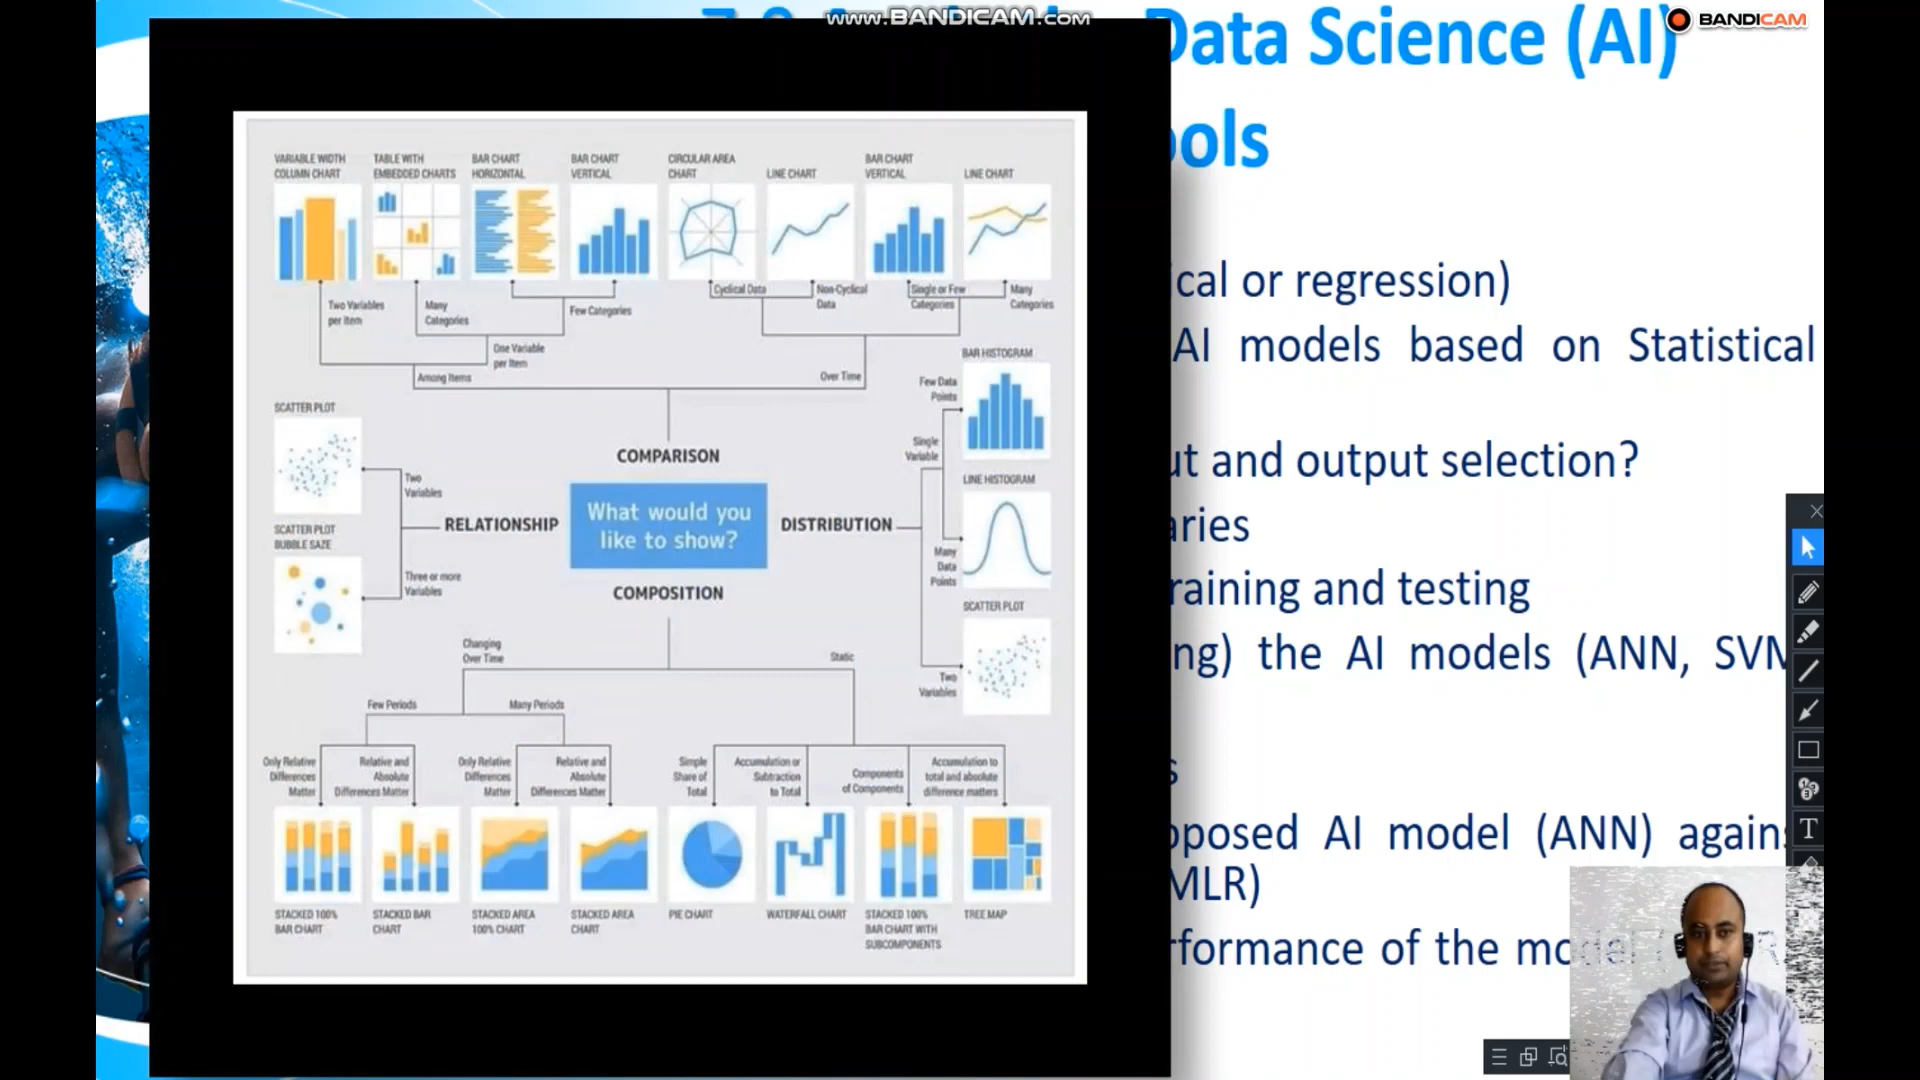 www.BANDICAM.com
BANDICAM
Data Science (AI)
ools
VARIABLE WIDTH
COLUMN CHART
TABLE WITH
EMBEDDED CHARTS
BAR CHART
HORIZONTAL
BAR CHART
VERTICAL
CIRCULAR AREA
CHART
LINE CHART
BAR CHART
VERTICAL
LINE CHART
Two Variables
per Item
Many
Categories
Few Categories
Cyclical Data
Non-Cyclical
Data
Single or Few
Categories
Many
Categories
One Variable
per Item
Among Items
Over Time
BAR HISTOGRAM
Few Data
Points
Single
Variable
LINE HISTOGRAM
Many
Data
Points
SCATTER PLOT
Two
Variables
SCATTER PLOT
Two
Variables
SCATTER PLOT
BUBBLE SAZE
Three or more
Variables
COMPARISON
RELATIONSHIP
What would you
like to show?
DISTRIBUTION
COMPOSITION
Changing
Over Time
Static
Few Periods
Many Periods
Only Relative
Differences
Matter
Relative and
Absolute
Differences Matter
Only Relative
Differences
Matter
Relative and
Absolute
Differences Matter
Simple
Share of
Total
Accumulation or
Subtraction
to Total
Components
of Components
Accumulation to
total and absolute
difference matters
STACKED 100%
BAR CHART
STACKED BAR
CHART
STACKED AREA
100% CHART
STACKED AREA
CHART
PIE CHART
WATERFALL CHART
STACKED 100%
BAR CHART WITH
SUBCOMPONENTS
TREE MAP
ical or regression)
AI models based on Statistical
ut and output selection?
aries
raining and testing
ng) the AI models (ANN, SVM
s
oposed AI model (ANN) agains
MLR)
rformance of the mo
T